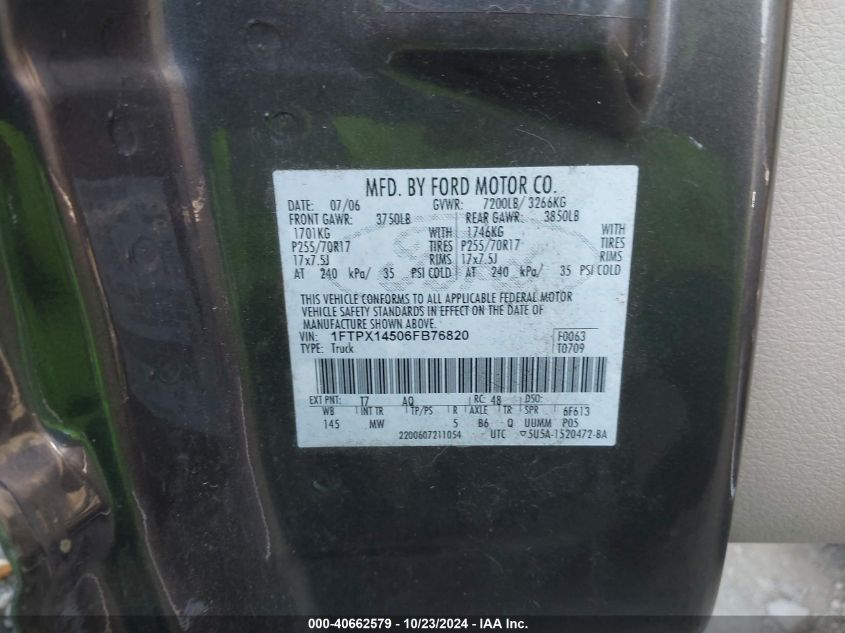 MFD. BY FORD MOTOR CO.
DATE: 07/06 GVWR: 7200LB/ 3266KG
FRONT GAWR: 3750LB REAR GAWR: 3850LB
1701KG WITH 1746KG WITH
P255/70R17 TIRES P255/70R17 TIRES
17x7.5J RIMS 17x7.5J RIMS
AT 240 kPa/ 35 PSI COLD AT 240 kPa/ 35 PSI COLD
THIS VEHICLE CONFORMS TO ALL APPLICABLE FEDERAL MOTOR
VEHICLE SAFETY STANDARDS IN EFFECT ON THE DATE OF
MANUFACTURE SHOWN ABOVE.
VIN: 1FTPX14506FB76820 F0063
TYPE: Truck T0709
EXT PNT: T7 AQ RC: 48 DSO:
WB INT TR TP/PS R AXLE TR SPR 6F613
145 MW 5 B6 Q UUMM P05
2200607211054 UTC ▽5U5A-1520472-BA
000-40662579 - 10/23/2024 - IAA Inc.